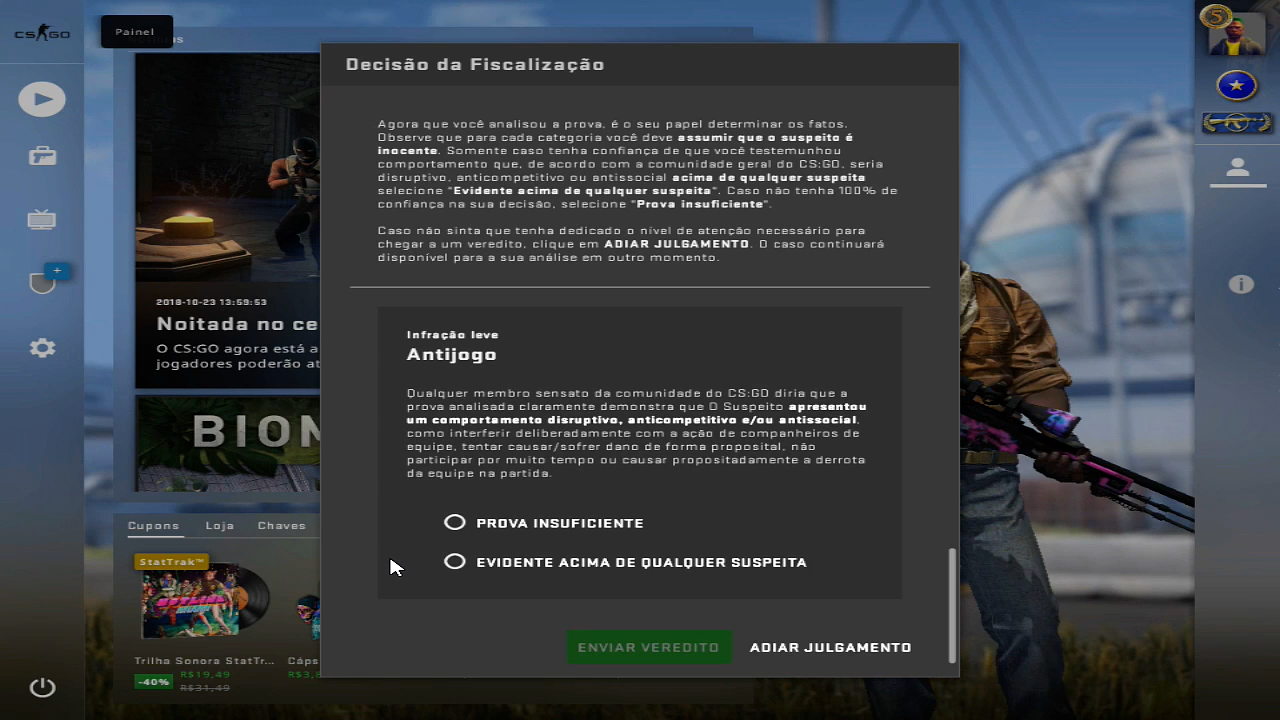 CS GO
Painel
Decisão da Fiscalização
Agora que você analisou a prova, é o seu papel determinar os fatos.
Observe que para cada categoria você deve assumir que o suspeito é
inocente. Somente caso tenha confiança de que você testemunhou
comportamento que, de acordo com a comunidade geral do CS:GO, seria
disruptivo, anticompetitivo ou antissocial acima de qualquer suspeita
selecione "Evidente acima de qualquer suspeita". Caso não tenha 100% de
confiança na sua decisão, selecione "Prova insuficiente".
Caso não sinta que tenha dedicado o nível de atenção necessário para
chegar a um veredito, clique em ADIAR JULGAMENTO. O caso continuará
disponível para a sua análise em outro momento.
Infração leve
Antijogo
Qualquer membro sensato da comunidade do CS:GO diria que a
prova analisada claramente demonstra que O Suspeito apresentou
um comportamento disruptivo, anticompetitivo e/ou antissocial,
como interferir deliberadamente com a ação de companheiros de
equipe, tentar causar/sofrer dano de forma proposital, não
participar por muito tempo ou causar propositadamente a derrota
da equipe na partida.
PROVA INSUFICIENTE
EVIDENTE ACIMA DE QUALQUER SUSPEITA
ENVIAR VEREDITO
ADIAR JULGAMENTO
2018-10-23 13:59:53
Noitada no ce
O CS:GO agora está a
jogadores poderão at
BION
Cupons
Loja
Chaves
StatTrak™
Trilha Sonora StatTr...
Cáps
-40%
R$19,49
R$31,49
R$3,8
5